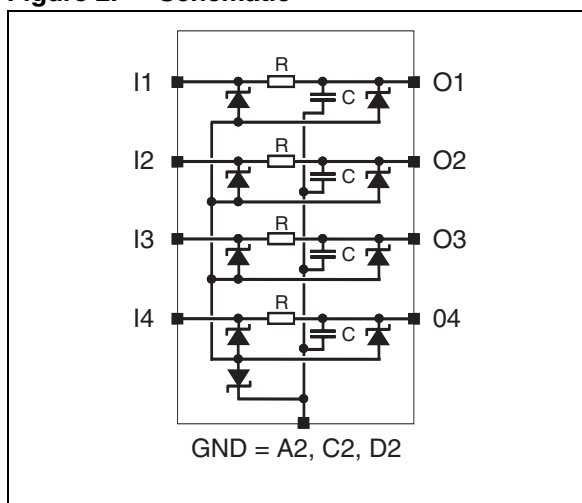 Figure 2. Schematic
R
I1 C O1
R
I2 C O2
R
I3 C O3
R
I4 C 04
GND = A2, C2, D2